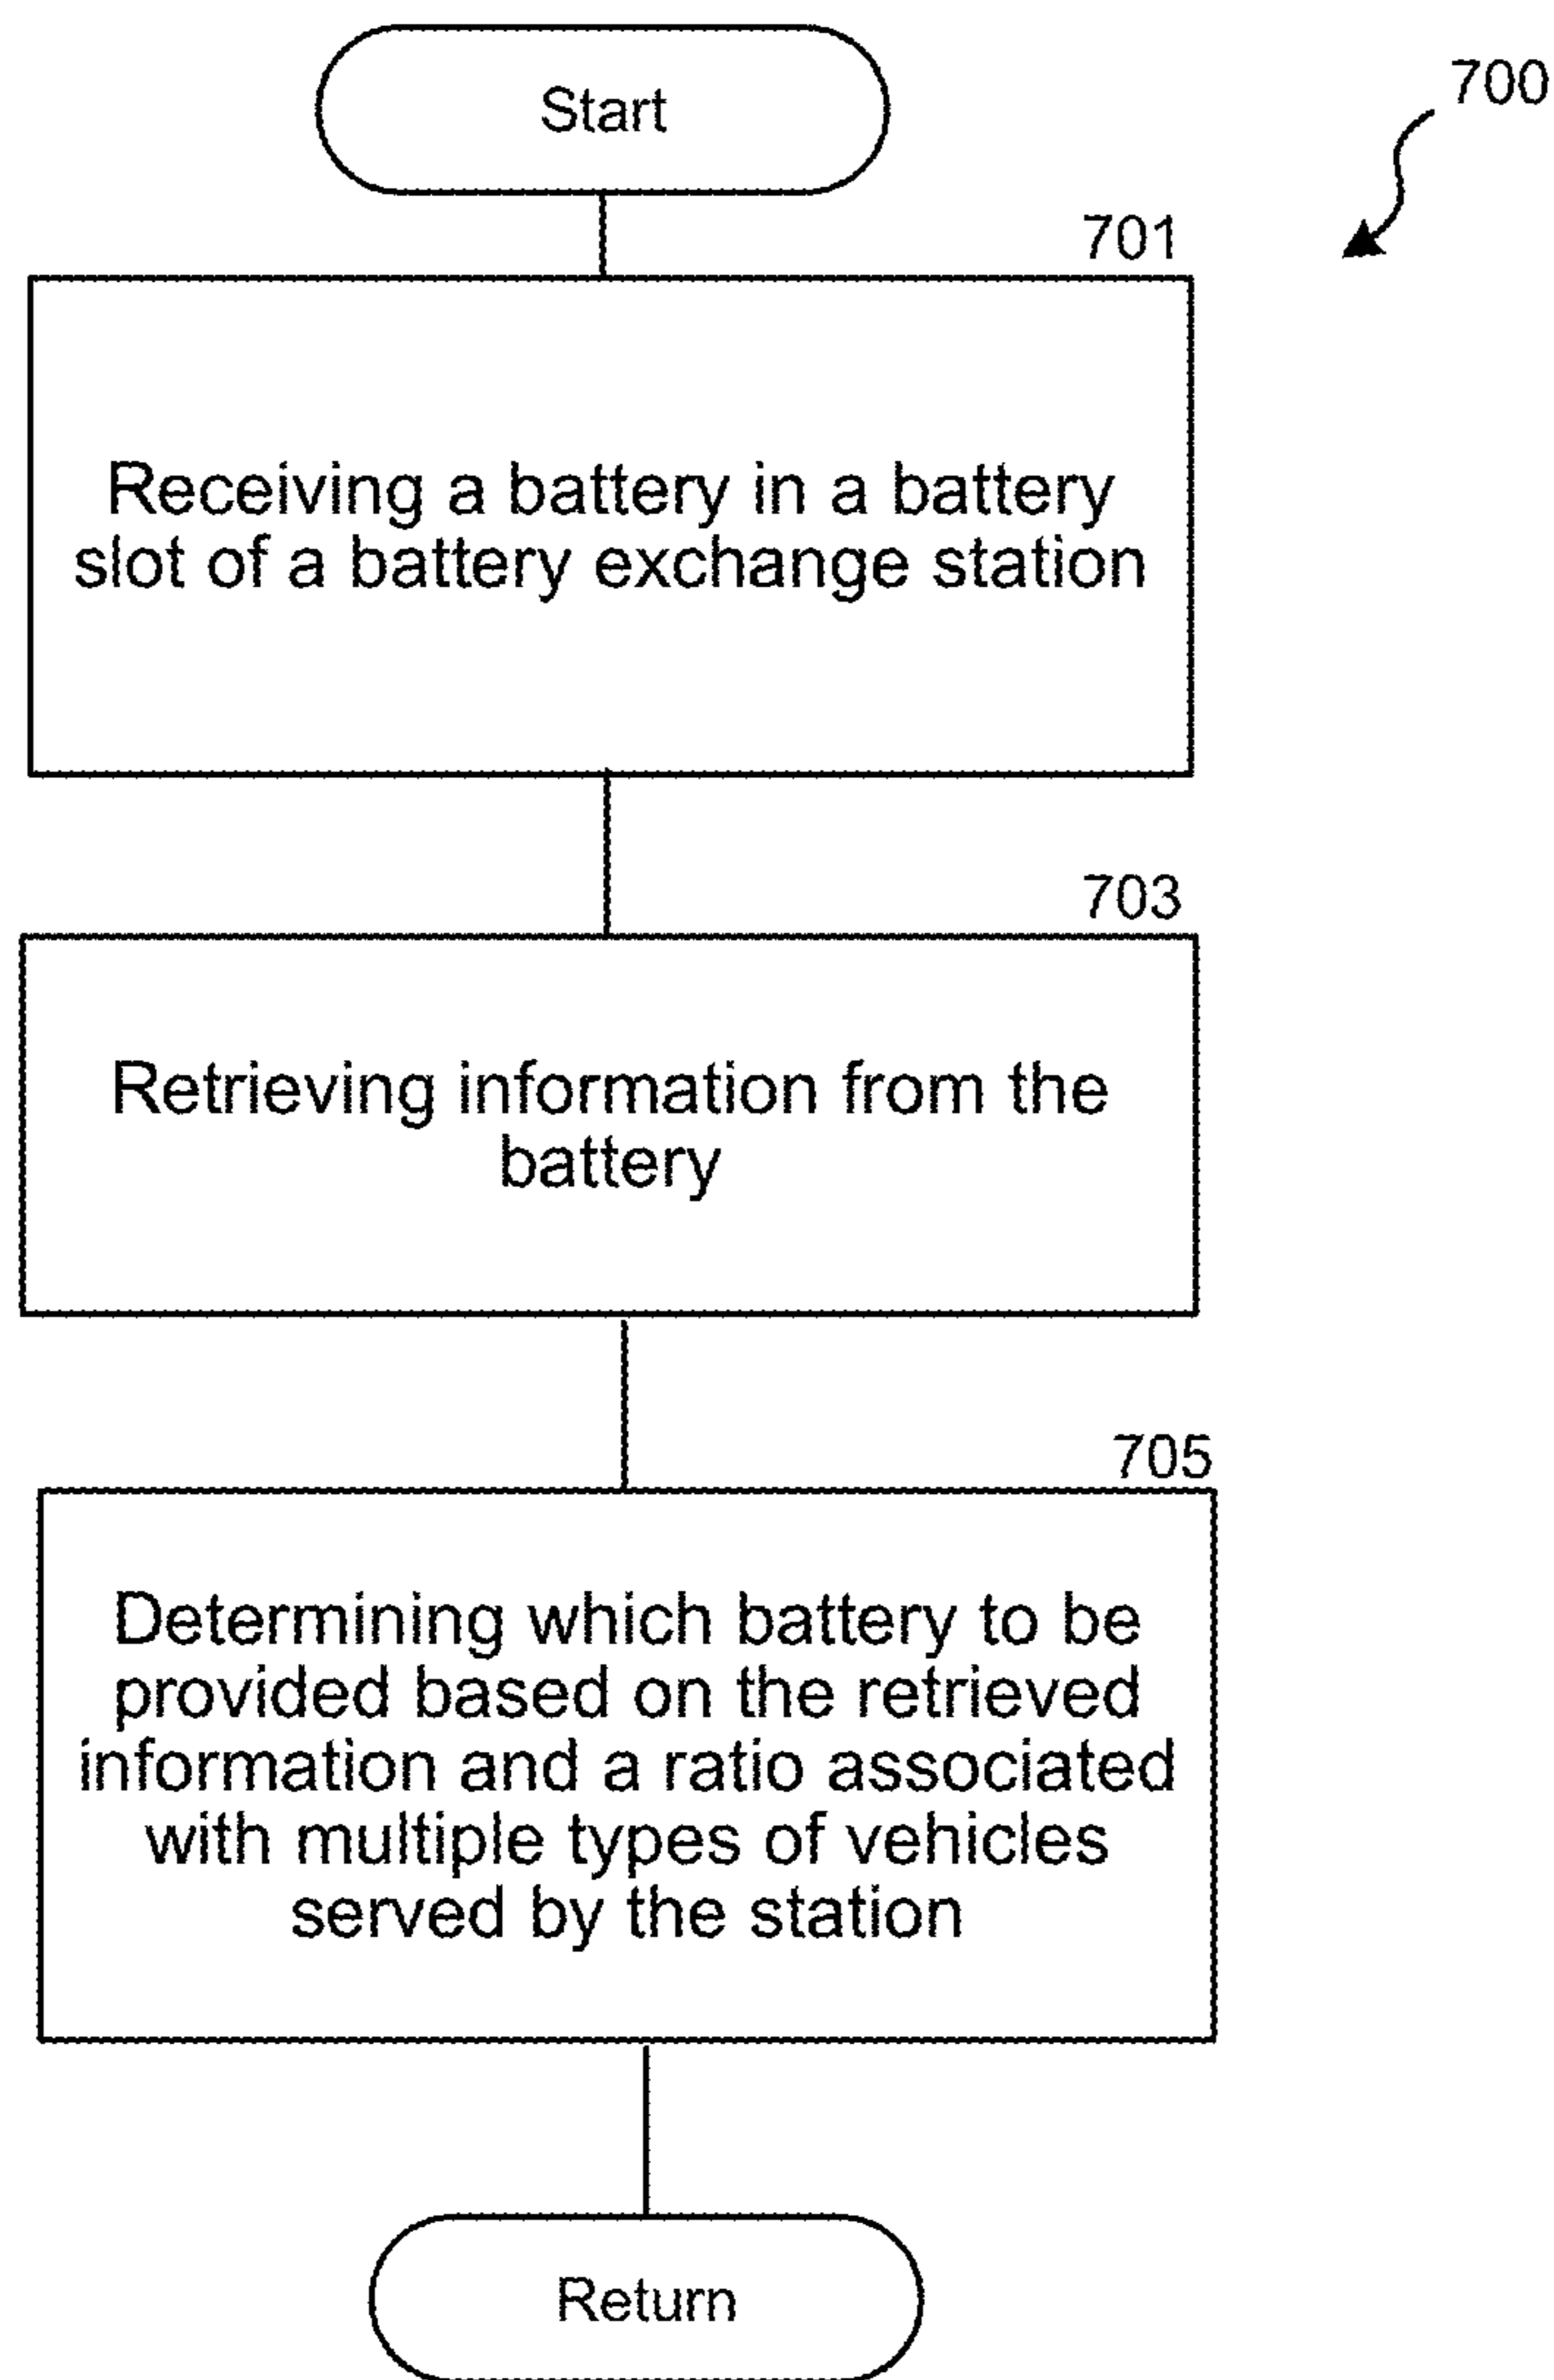 Start
700
701
Receiving a battery in a battery
slot of a battery exchange station
703
Retrieving information from the
battery
705
Determining which battery to be
provided based on the retrieved
information and a ratio associated
with multiple types of vehicles
served by the station
Return